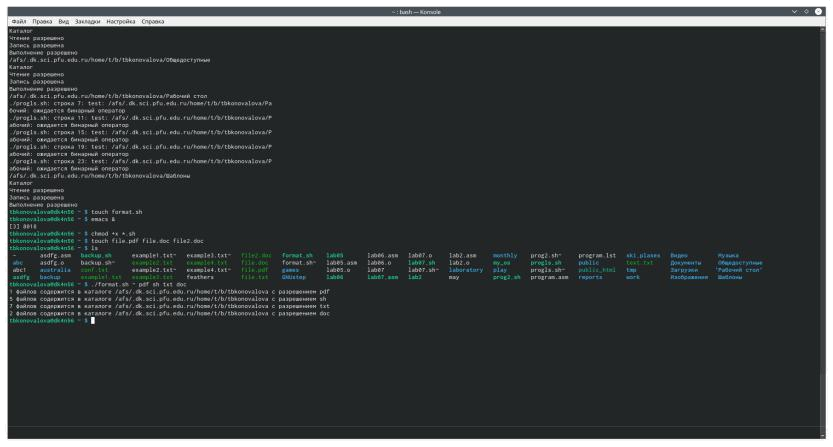 ~ : bash — Konsole
Файл Правка Вид Закладки Настройка Справка
Каталог
Чтение разрешено
Запись разрешена
Выполнение разрешено
/afs/.dk.sci.pfu.edu.ru/home/t/b/tbkonovalova/Общедоступные
Каталог
Чтение разрешено
Запись разрешена
Выполнение разрешено
/afs/.dk.sci.pfu.edu.ru/home/t/b/tbkonovalova/Рабочий стол
./progls.sh: строка 7: test: /afs/.dk.sci.pfu.edu.ru/home/t/b/tbkonovalova/Ра
бочий: ожидается бинарный оператор
./progls.sh: строка 11: test: /afs/.dk.sci.pfu.edu.ru/home/t/b/tbkonovalova/Р
абочий: ожидается бинарный оператор
./progls.sh: строка 15: test: /afs/.dk.sci.pfu.edu.ru/home/t/b/tbkonovalova/Р
абочий: ожидается бинарный оператор
./progls.sh: строка 19: test: /afs/.dk.sci.pfu.edu.ru/home/t/b/tbkonovalova/Р
абочий: ожидается бинарный оператор
./progls.sh: строка 23: test: /afs/.dk.sci.pfu.edu.ru/home/t/b/tbkonovalova/Р
абочий: ожидается бинарный оператор
/afs/.dk.sci.pfu.edu.ru/home/t/b/tbkonovalova/Шаблоны
Каталог
Чтение разрешено
Запись разрешена
Выполнение разрешено
tbkonovalova@dk4n56 ~ $ touch format.sh
tbkonovalova@dk4n56 ~ $ emacs &
[3] 8018
tbkonovalova@dk4n56 ~ $ chmod +x *.sh
tbkonovalova@dk4n56 ~ $ touch file.pdf file.doc file2.doc
tbkonovalova@dk4n56 ~ $ ls
~ asdfg.asm backup.sh example1.txt~ example3.txt~ file2.doc format.sh lab05 lab06.asm lab07.o lab2.asm monthly prog2.sh~ program.lst ski_planes Видео Музыка
abc asdfg.o backup.sh~ example2.txt example4.txt file.doc format.sh~ lab05.asm lab06.o lab07.sh lab2.o my_os progls.sh public text.txt Документы Общедоступные
abc1 australia conf.txt example2.txt~ example4.txt~ file.pdf games lab05.o lab07 lab07.sh~ laboratory play progls.sh~ public_html tmp Загрузки 'Рабочий стол'
asdfg backup example1.txt example3.txt feathers file.txt GNUstep lab06 lab07.asm lab2 may prog2.sh program.asm reports work Изображения Шаблоны
tbkonovalova@dk4n56 ~ $ ./format.sh ~ pdf sh txt doc
1 файлов содержится в каталоге /afs/.dk.sci.pfu.edu.ru/home/t/b/tbkonovalova с разрешением pdf
5 файлов содержится в каталоге /afs/.dk.sci.pfu.edu.ru/home/t/b/tbkonovalova с разрешением sh
7 файлов содержится в каталоге /afs/.dk.sci.pfu.edu.ru/home/t/b/tbkonovalova с разрешением txt
2 файлов содержится в каталоге /afs/.dk.sci.pfu.edu.ru/home/t/b/tbkonovalova с разрешением doc
tbkonovalova@dk4n56 ~ $